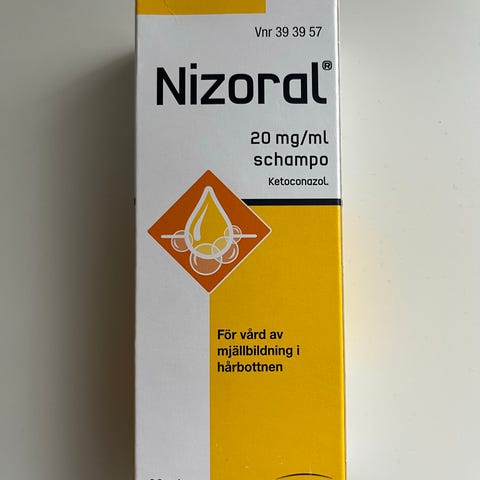 Vnr 39 39 57
Nizoral®
20 mg/ml
schampo
Ketoconazol.
För vård av
mjällbildning i
hårbottnen